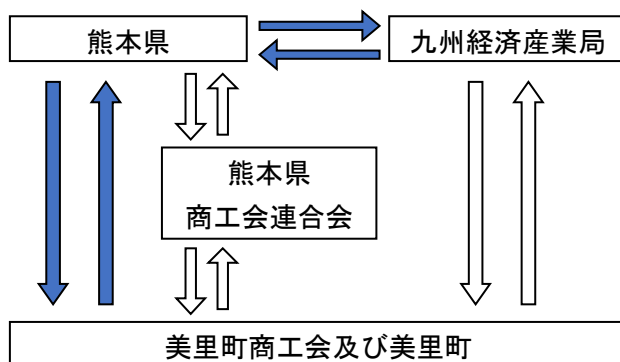 熊本県
九州経済産業局
熊本県
商工会連合会
美里町商工会及び美里町